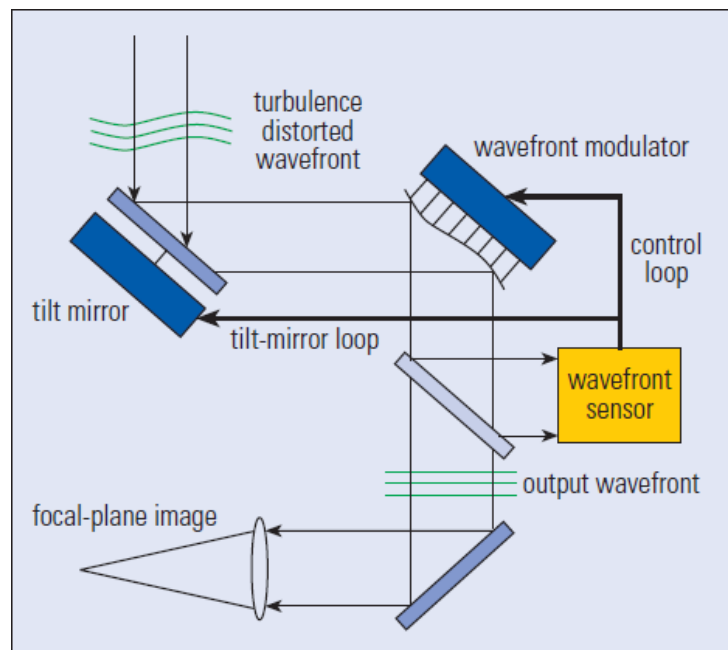 turbulence
distorted
wavefront
wavefront modulator
control
loop
tilt mirror
tilt-mirror loop
wavefront
sensor
output wavefront
focal-plane image